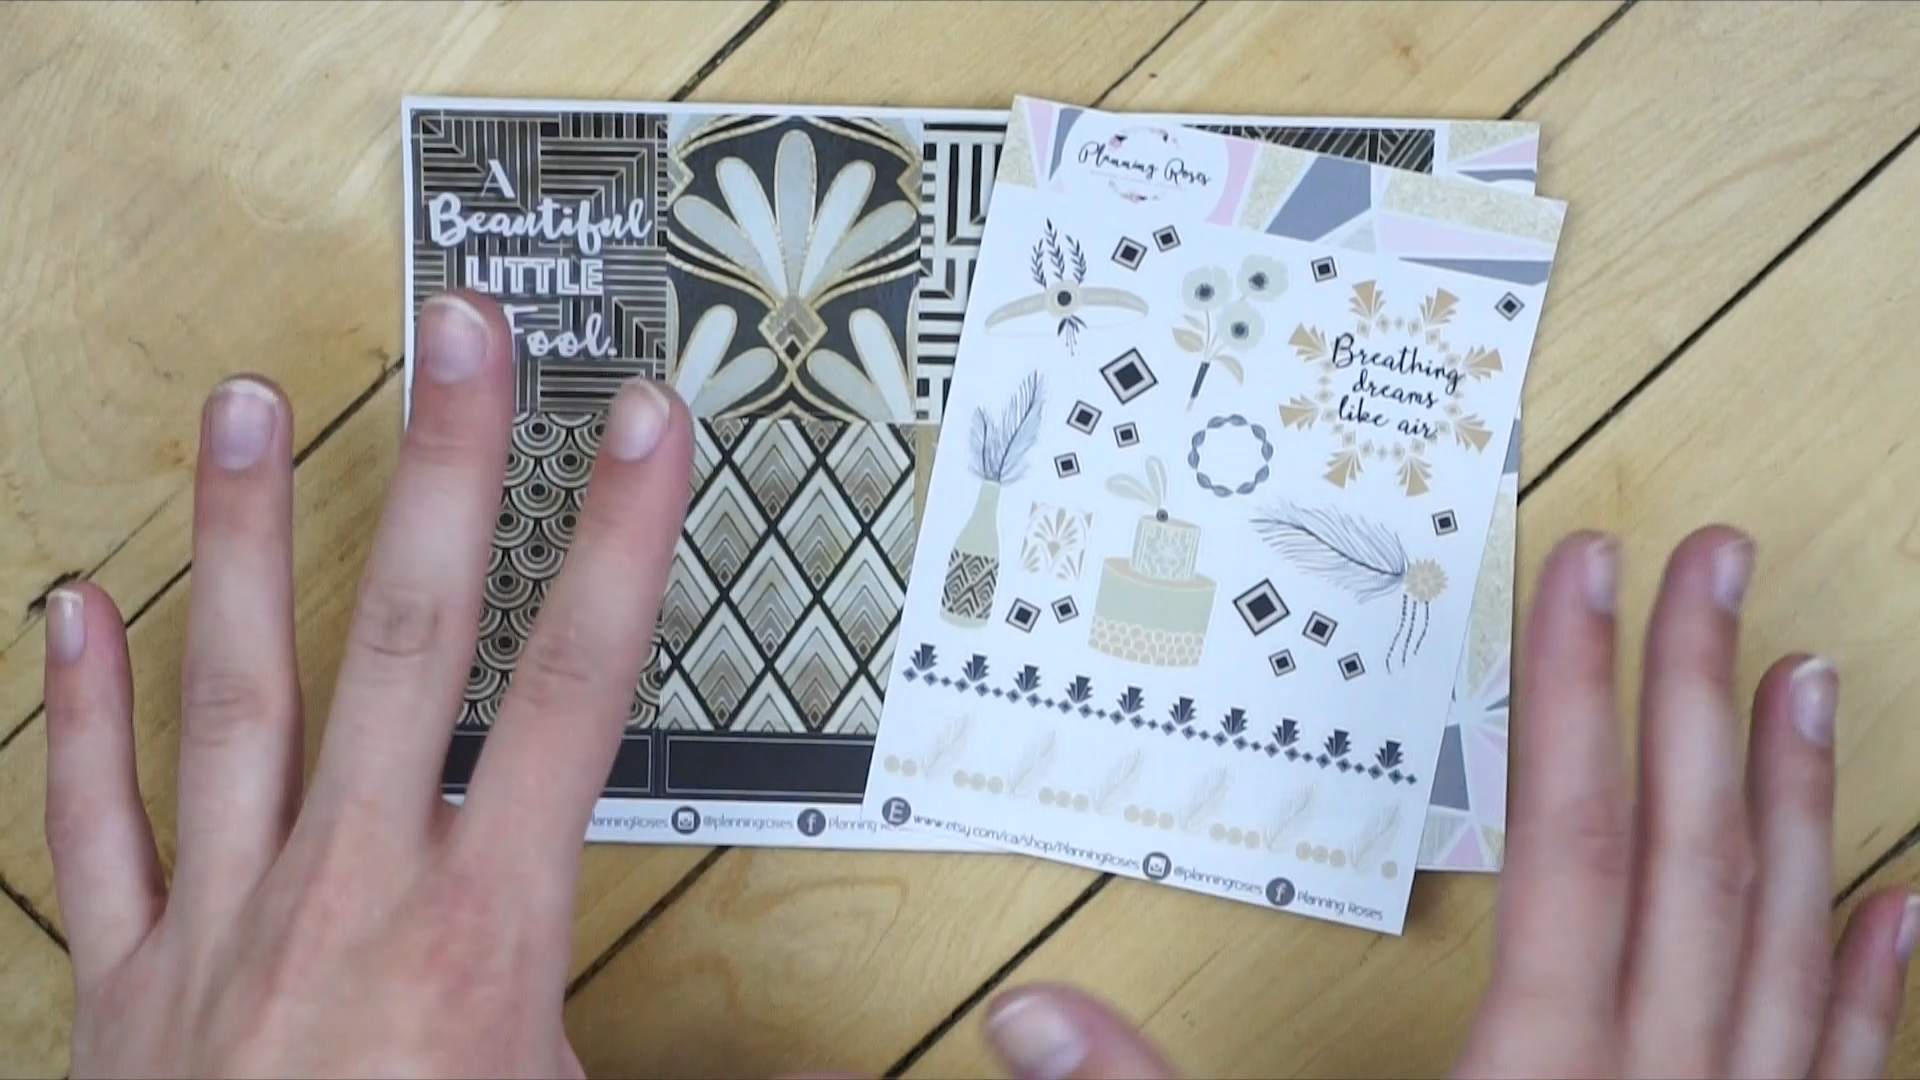 A
Beautiful
LITTLE
Fool.
Planning Roses
Breathing
dreams
like air
@planningroses
Planning
E www.etsy.com/ca/shop/PlanningRoses @planningroses f Planning Roses